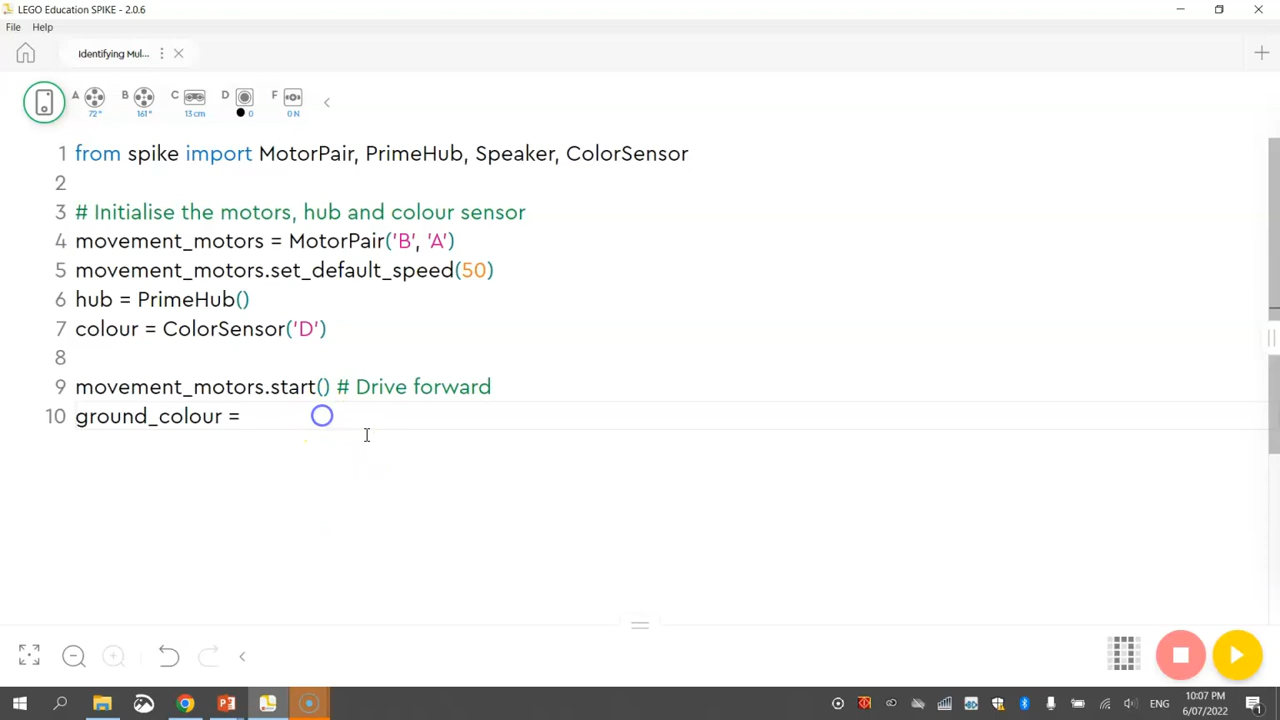 LEGO Education SPIKE - 2.0.6
File Help
Identifying Mul...
A B C D F
72° 161° 13 cm 0 0 N
1 from spike import MotorPair, PrimeHub, Speaker, ColorSensor
2
3 # Initialise the motors, hub and colour sensor
4 movement_motors = MotorPair('B', 'A')
5 movement_motors.set_default_speed(50)
6 hub = PrimeHub()
7 colour = ColorSensor('D')
8
9 movement_motors.start() # Drive forward
10 ground_colour =
ENG
10:07 PM
6/07/2022
1